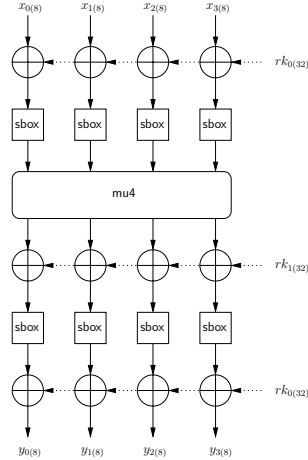 x0(8) x1(8) x2(8) x3(8)
rk0(32)
sbox sbox sbox sbox
mu4
rk1(32)
sbox sbox sbox sbox
rk0(32)
y0(8) y1(8) y2(8) y3(8)